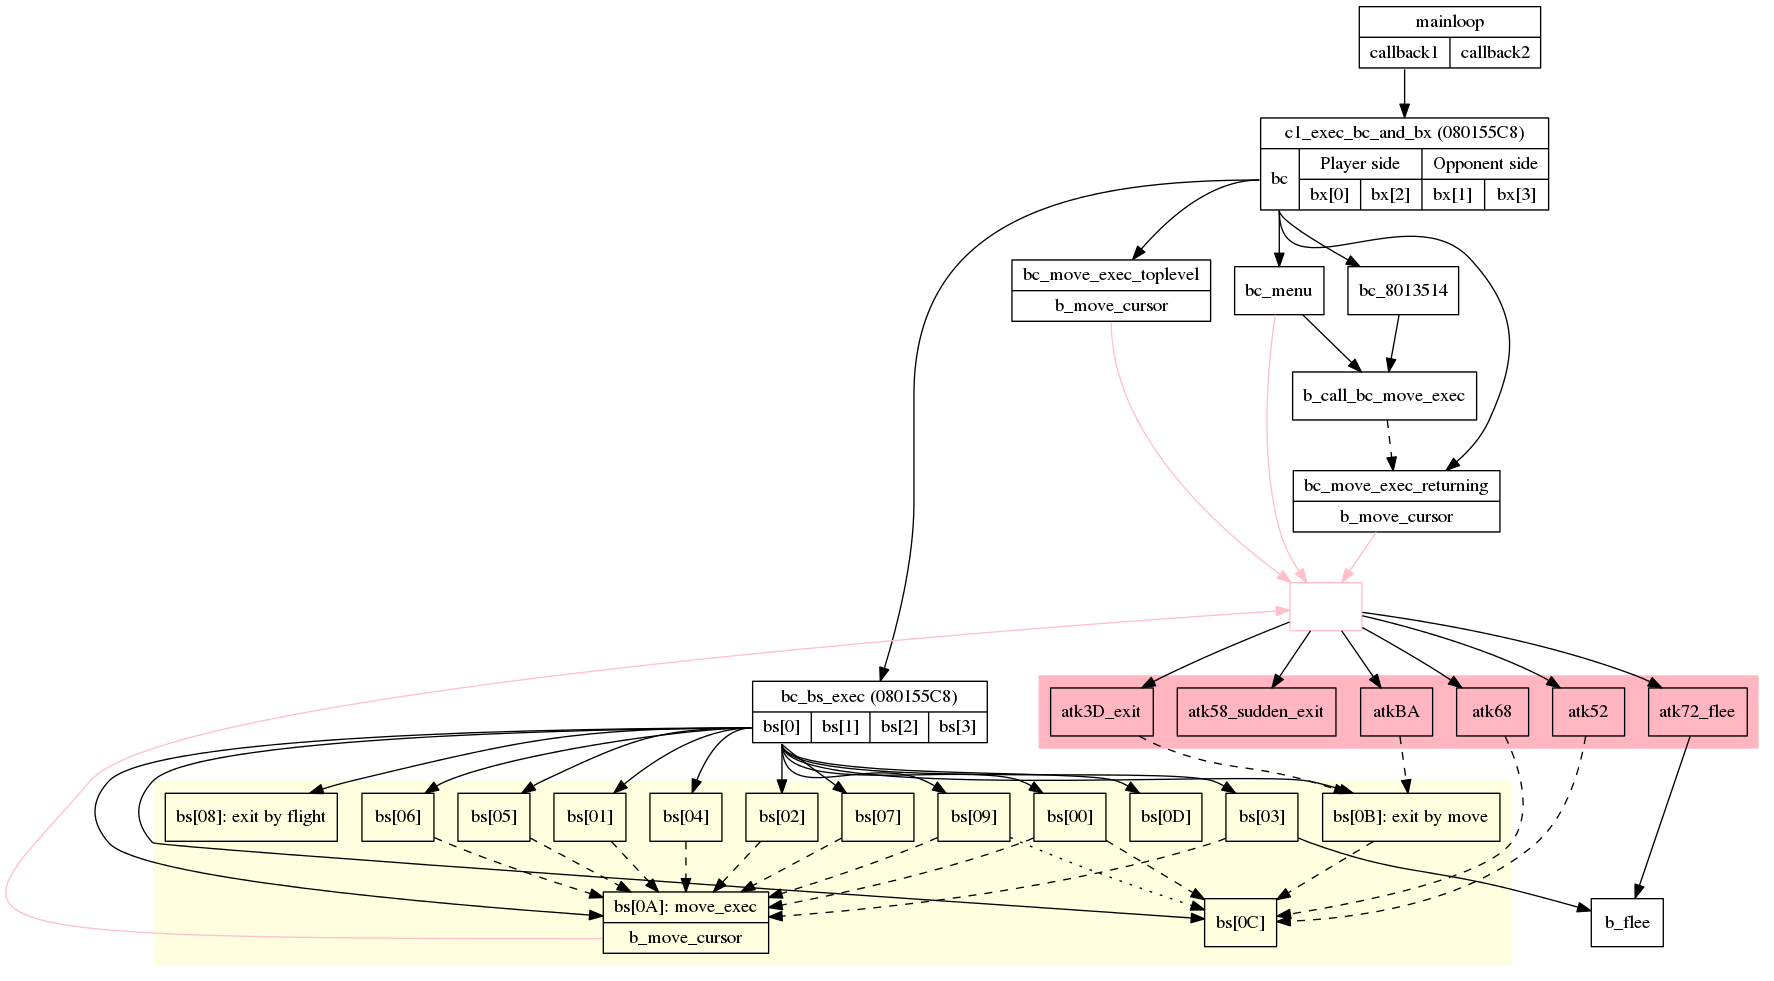 mainloop
callback1 callback2
c1_exec_bc_and_bx (080155C8)
bc
Player side Opponent side
bx[0] bx[2] bx[1] bx[3]
bc_move_exec_toplevel
b_move_cursor
bc_menu
bc_8013514
b_call_bc_move_exec
bc_move_exec_returning
b_move_cursor
bc_bs_exec (080155C8)
bs[0] bs[1] bs[2] bs[3]
atk3D_exit
atk58_sudden_exit
atkBA
atk68
atk52
atk72_flee
bs[08]: exit by flight
bs[06]
bs[05]
bs[01]
bs[04]
bs[02]
bs[07]
bs[09]
bs[00]
bs[0D]
bs[03]
bs[0B]: exit by move
bs[0A]: move_exec
b_move_cursor
bs[0C]
b_flee